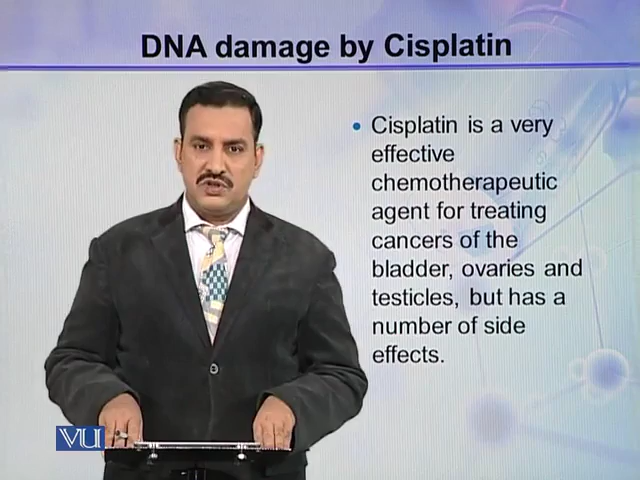 DNA damage by Cisplatin
• Cisplatin is a very
effective
chemotherapeutic
agent for treating
cancers of the
bladder, ovaries and
testicles, but has a
number of side
effects.
VU